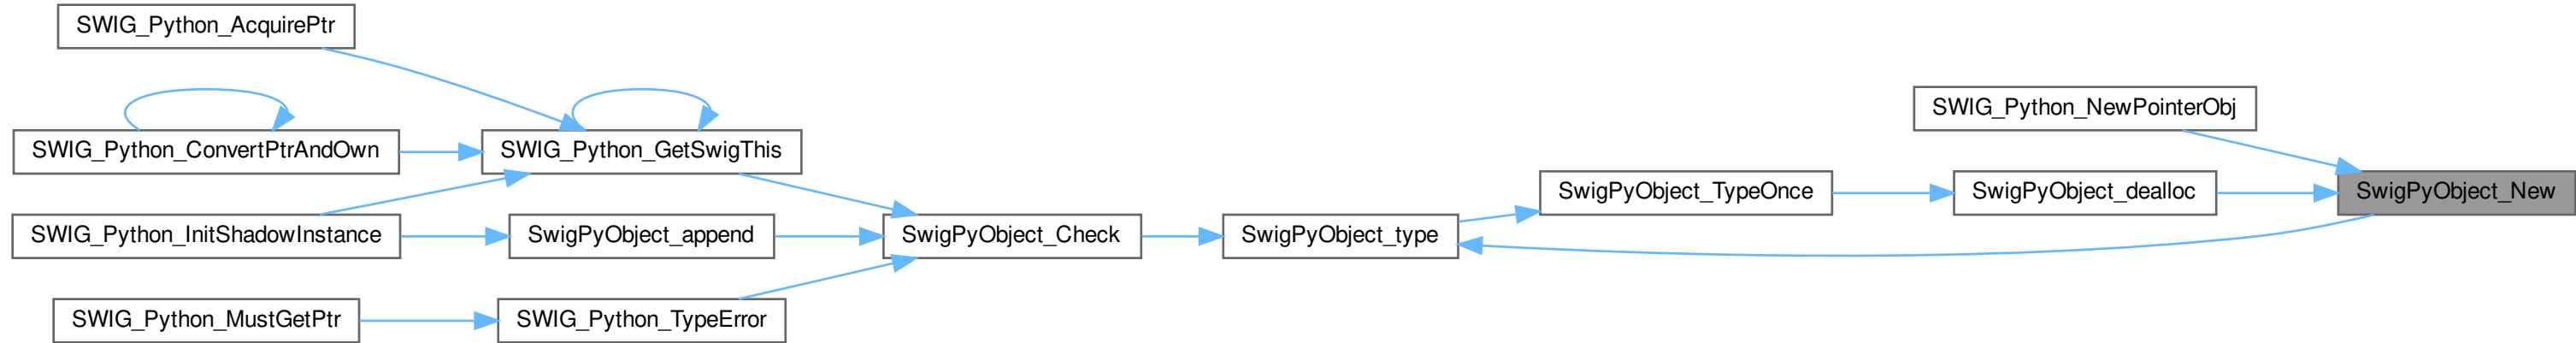 SWIG_Python_AcquirePtr
SWIG_Python_ConvertPtrAndOwn
SWIG_Python_GetSwigThis
SWIG_Python_NewPointerObj
SWIG_Python_InitShadowInstance
SwigPyObject_append
SwigPyObject_Check
SwigPyObject_type
SwigPyObject_TypeOnce
SwigPyObject_dealloc
SwigPyObject_New
SWIG_Python_MustGetPtr
SWIG_Python_TypeError